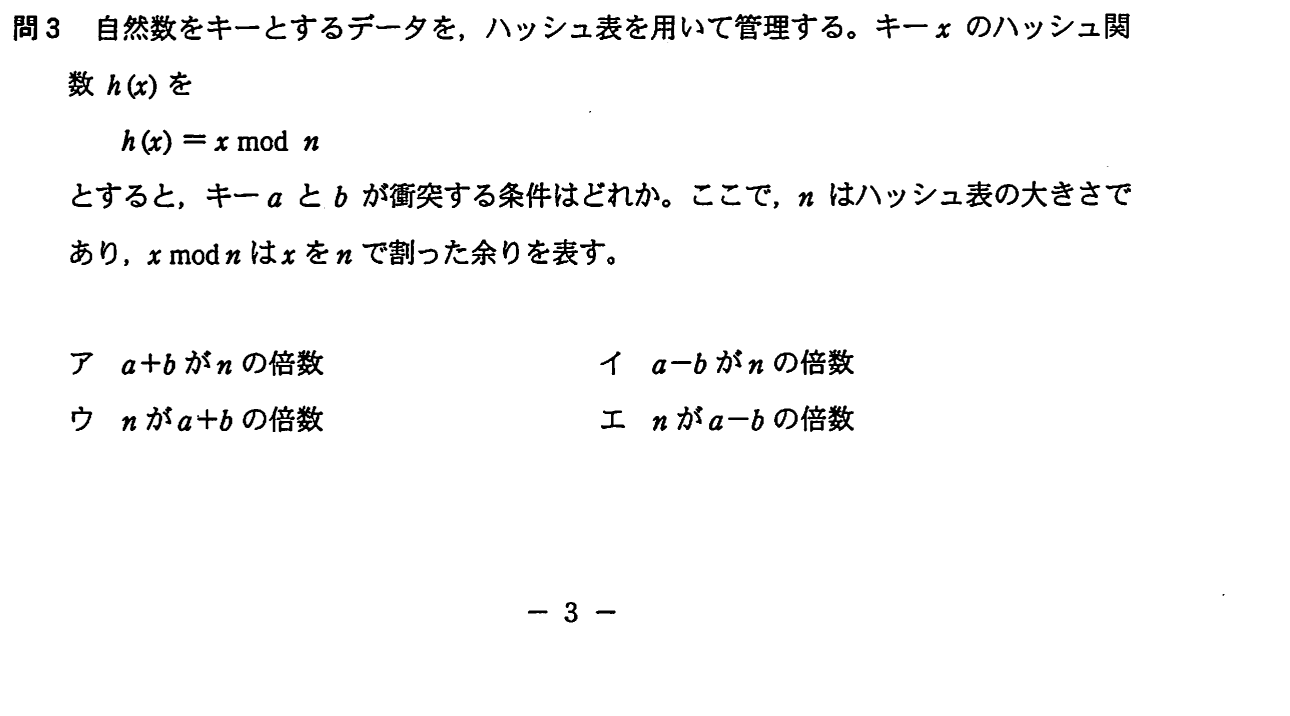 問3 自然数をキーとするデータを，ハッシュ表を用いて管理する。キー x のハッシュ関
数 h(x) を
h(x) = x mod n
とすると，キー a と b が衝突する条件はどれか。ここで，n はハッシュ表の大きさで
あり，x mod n は x を n で割った余りを表す。
ア a+b が n の倍数 イ a−b が n の倍数
ウ n が a+b の倍数 エ n が a−b の倍数
− 3 −